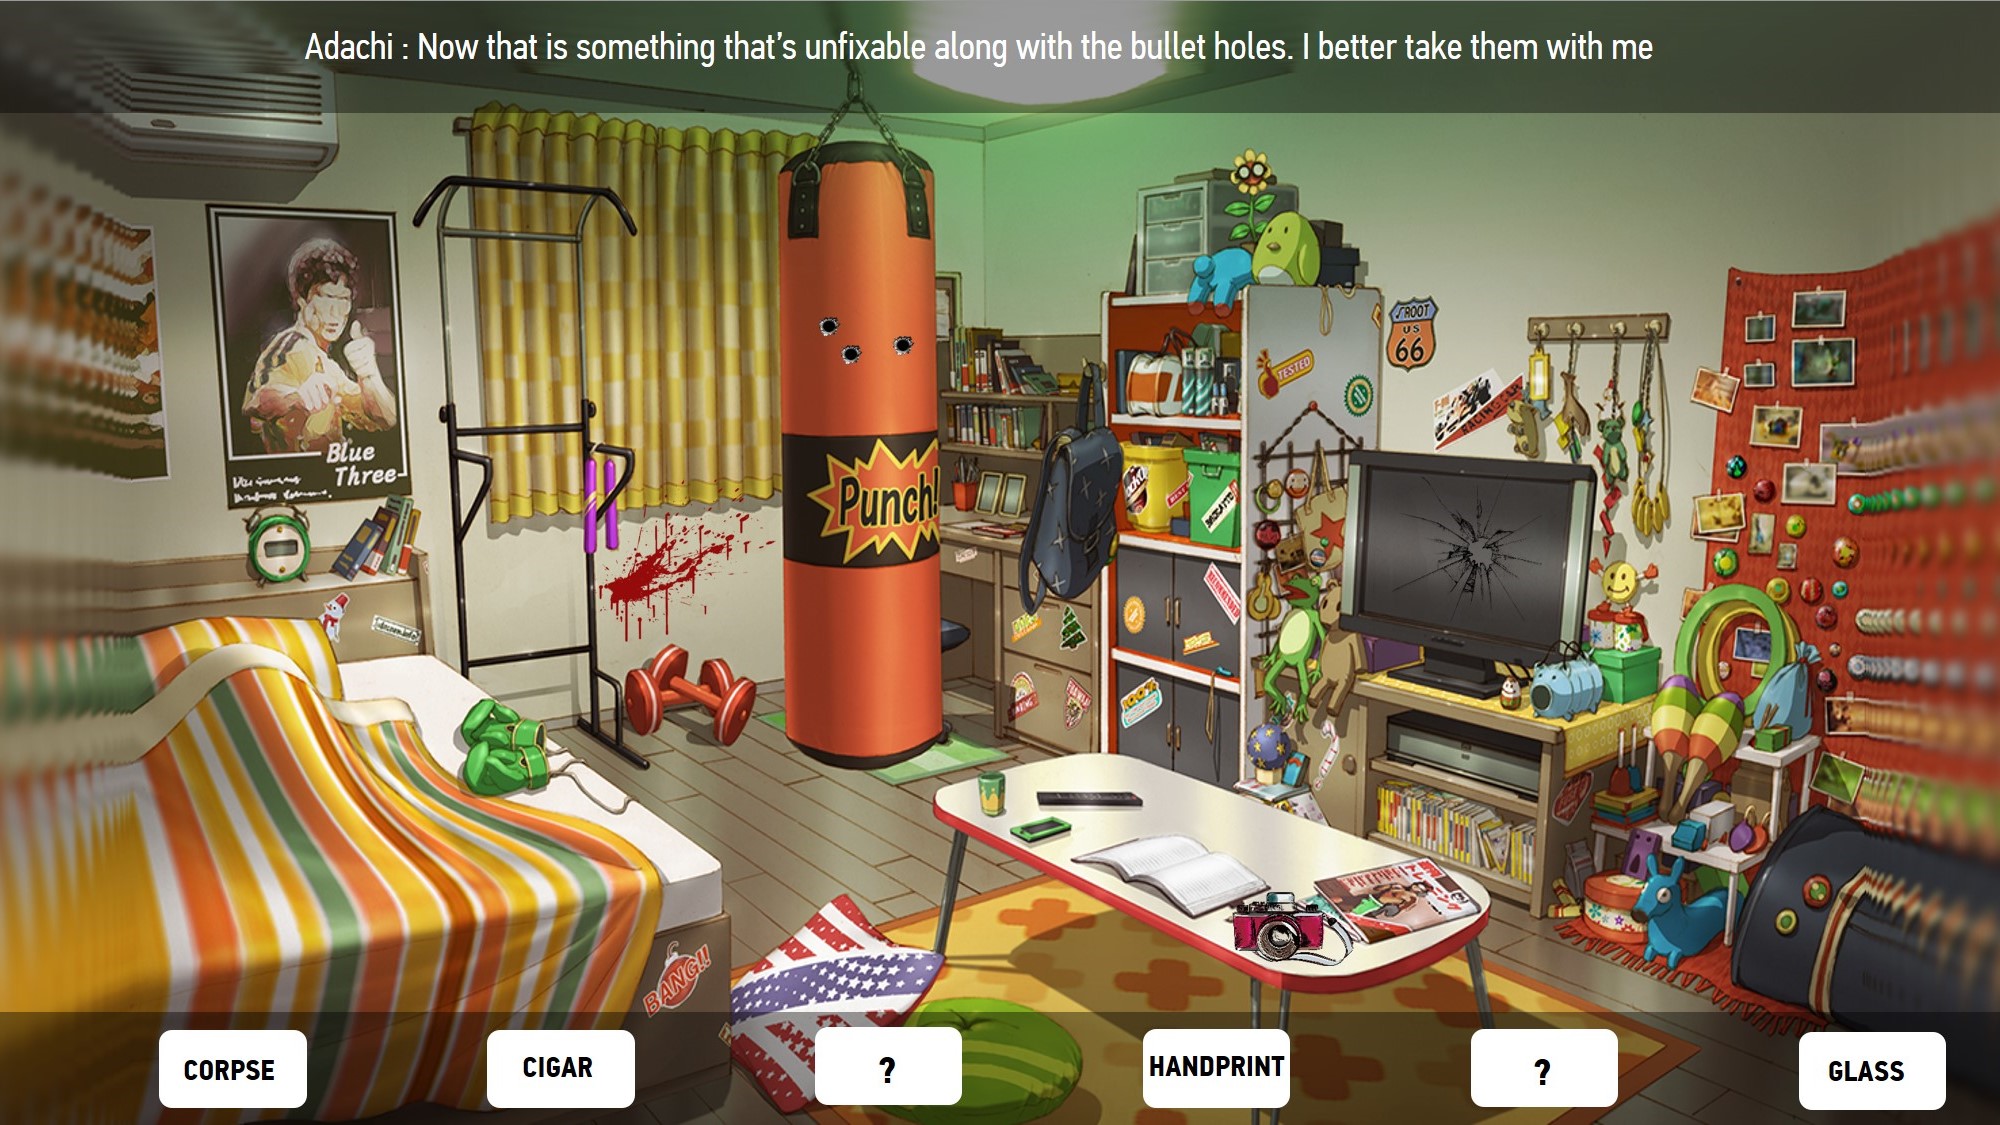 Adachi : Now that is something that's unfixable along with the bullet holes. I better take them with me
Blue
Three
Punch!
TESTED
ROOT
US
66
RACING
BANG!!
CORPSE
CIGAR
?
HANDPRINT
?
GLASS